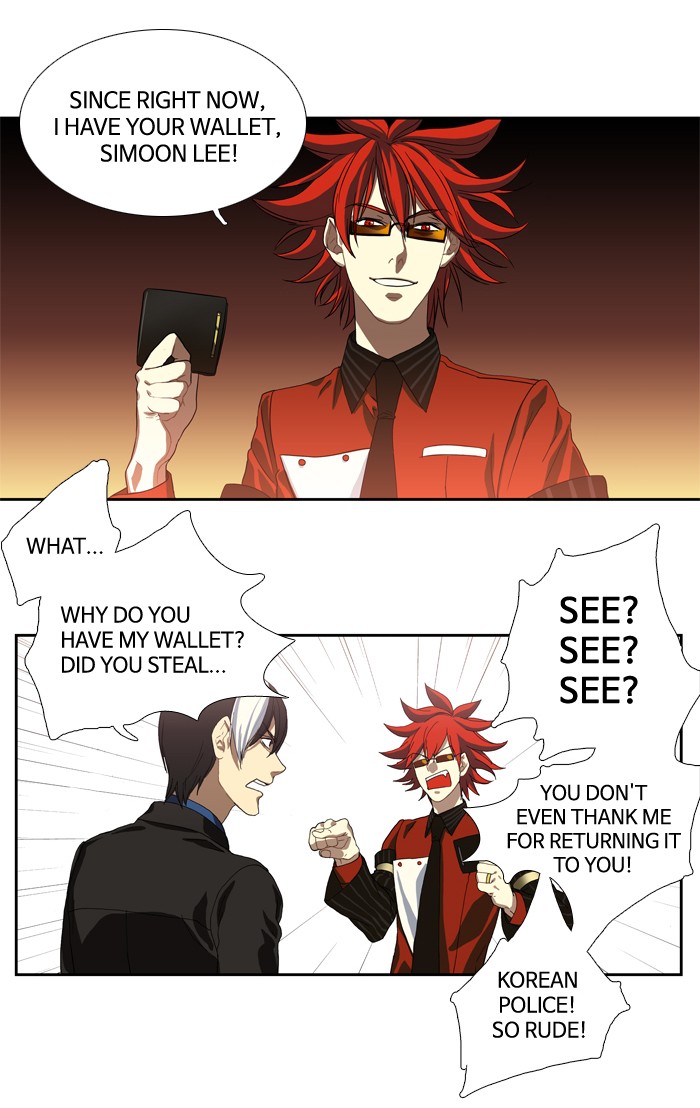 SINCE RIGHT NOW,
I HAVE YOUR WALLET,
SIMOON LEE!
WHAT...
WHY DO YOU
HAVE MY WALLET?
DID YOU STEAL...
SEE?
SEE?
SEE?
YOU DON'T
EVEN THANK ME
FOR RETURNING IT
TO YOU!
KOREAN
POLICE!
SO RUDE!